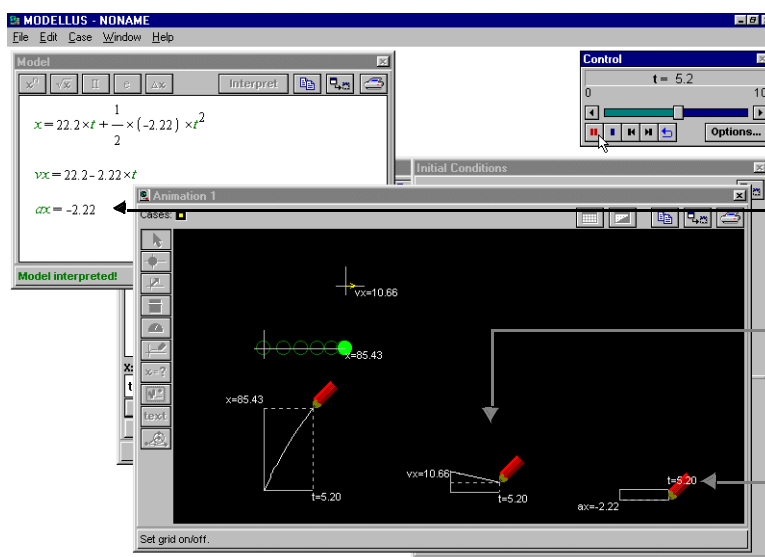 MODELLUS - NONAME
File Edit Case Window Help
Model
xⁿ √x Π e Δx Interpret
x = 22.2 × t + 1/2 × (-2.22) × t²
vx = 22.2 - 2.22 × t
ax = -2.22
Model interpreted!
Control
t = 5.2
0 10
Options...
Initial Conditions
Animation 1
Cases:
x=?
text
vx=10.66
x=85.43
x=85.43
t=5.20
vx=10.66
t=5.20
t=5.20
ax=-2.22
Set grid on/off.